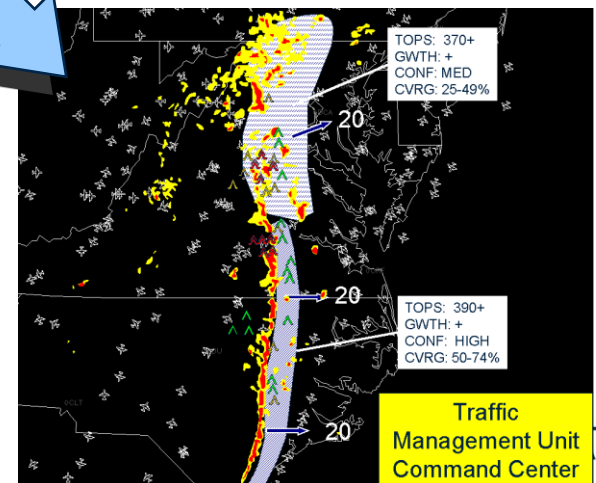 TOPS: 370+
GWTH: +
CONF: MED
CVRG: 25-49%
20
20
TOPS: 390+
GWTH: +
CONF: HIGH
CVRG: 50-74%
CLT
20
Traffic
Management Unit
Command Center